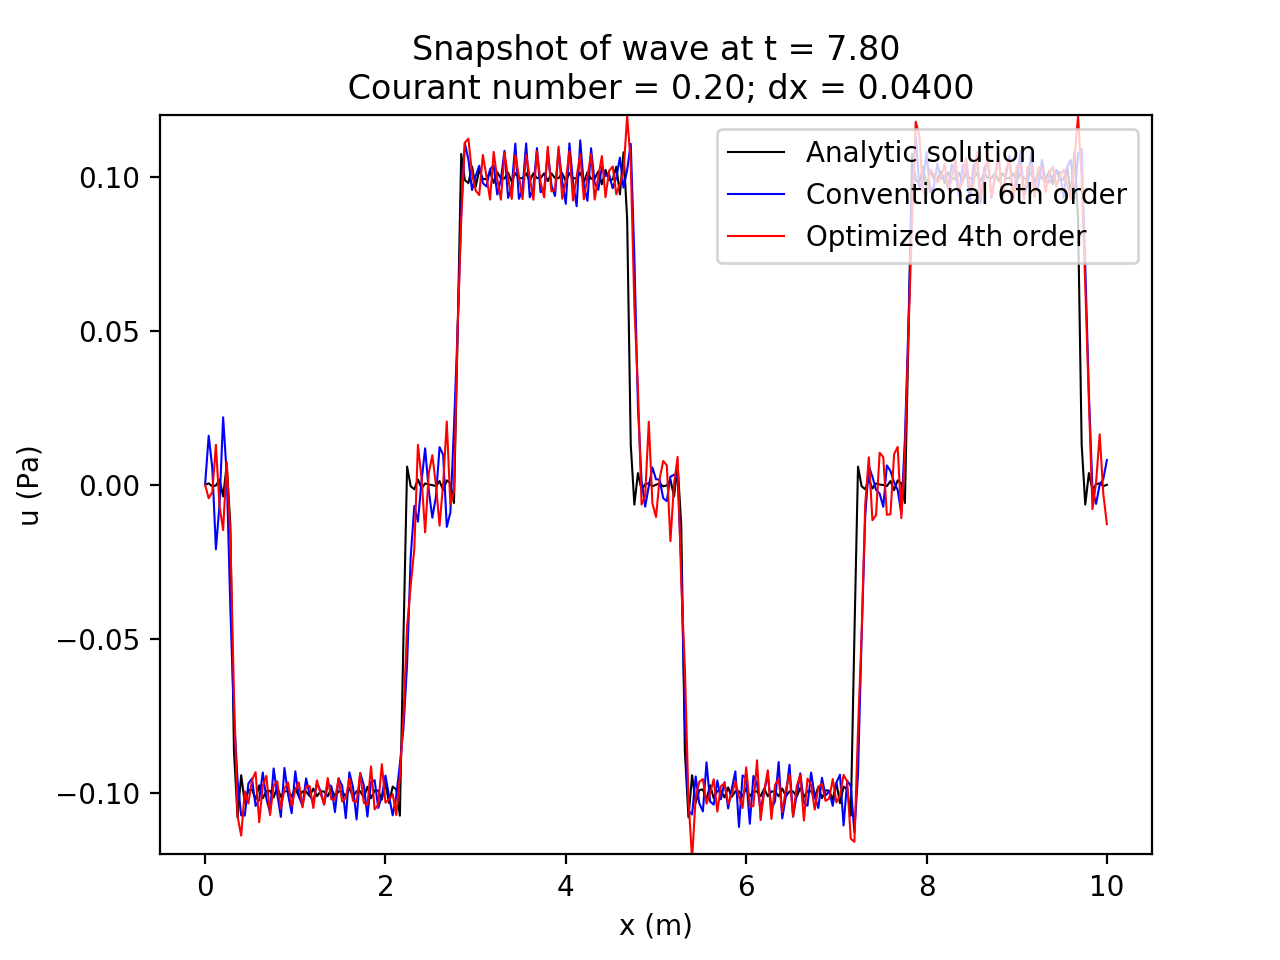 Snapshot of wave at t = 7.80
Courant number = 0.20; dx = 0.0400
Analytic solution
Conventional 6th order
Optimized 4th order
0.10
0.05
0.00
−0.05
−0.10
u (Pa)
0 2 4 6 8 10
x (m)